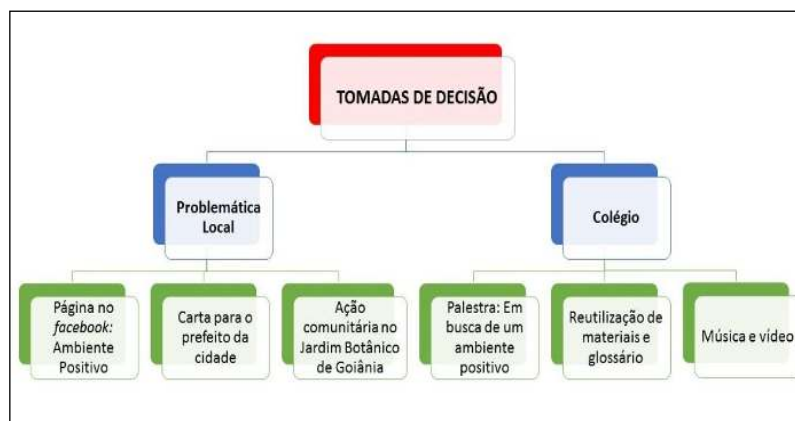 TOMADAS DE DECISÃO
Problemática
Local
Colégio
Página no
facebook:
Ambiente
Positivo
Carta para o
prefeito da
cidade
Ação
comunitária no
Jardim Botânico
de Goiânia
Palestra: Em
busca de um
ambiente
positivo
Reutilização de
materiais e
glossário
Música e vídeo